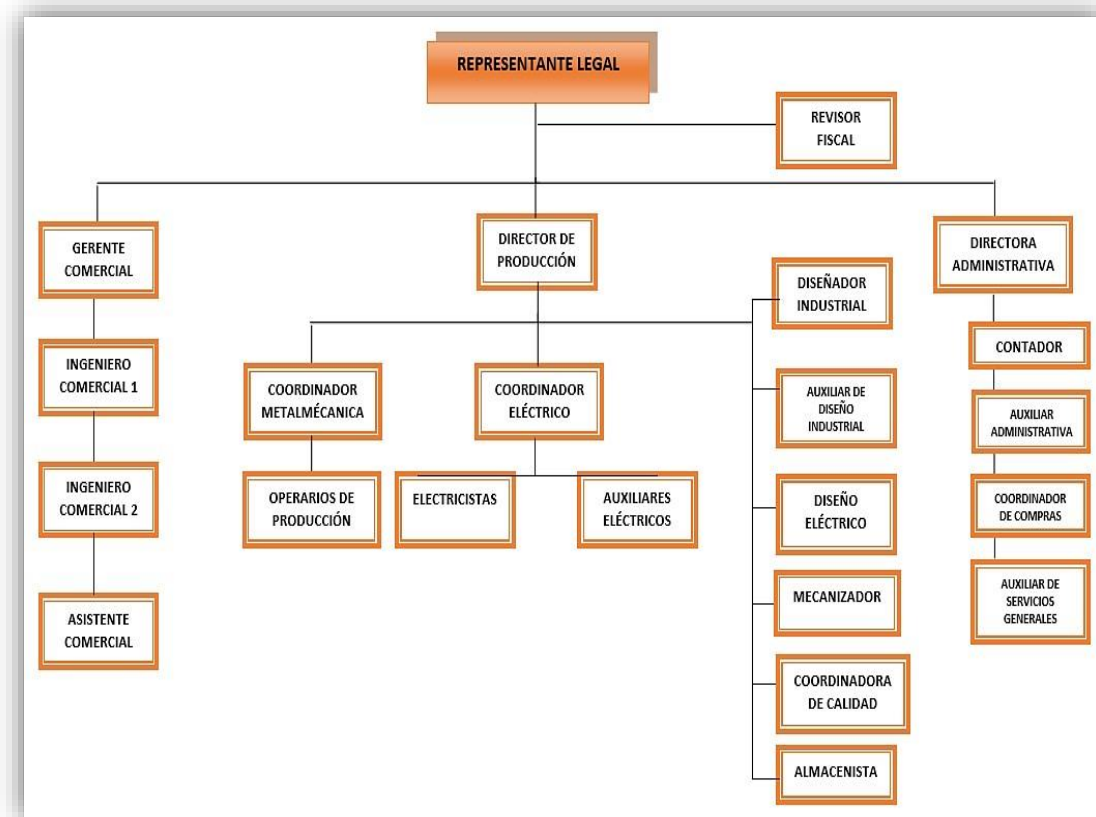 REPRESENTANTE LEGAL
REVISOR
FISCAL
GERENTE
COMERCIAL
INGENIERO
COMERCIAL 1
INGENIERO
COMERCIAL 2
ASISTENTE
COMERCIAL
DIRECTOR DE
PRODUCCIÓN
COORDINADOR
METALMÉCANICA
OPERARIOS DE
PRODUCCIÓN
COORDINADOR
ELÉCTRICO
ELECTRICISTAS
AUXILIARES
ELÉCTRICOS
DISEÑADOR
INDUSTRIAL
AUXILIAR DE
DISEÑO
INDUSTRIAL
DISEÑO
ELÉCTRICO
MECANIZADOR
COORDINADORA
DE CALIDAD
ALMACENISTA
DIRECTORA
ADMINISTRATIVA
CONTADOR
AUXILIAR
ADMINISTRATIVA
COORDINADOR
DE COMPRAS
AUXILIAR DE
SERVICIOS
GENERALES